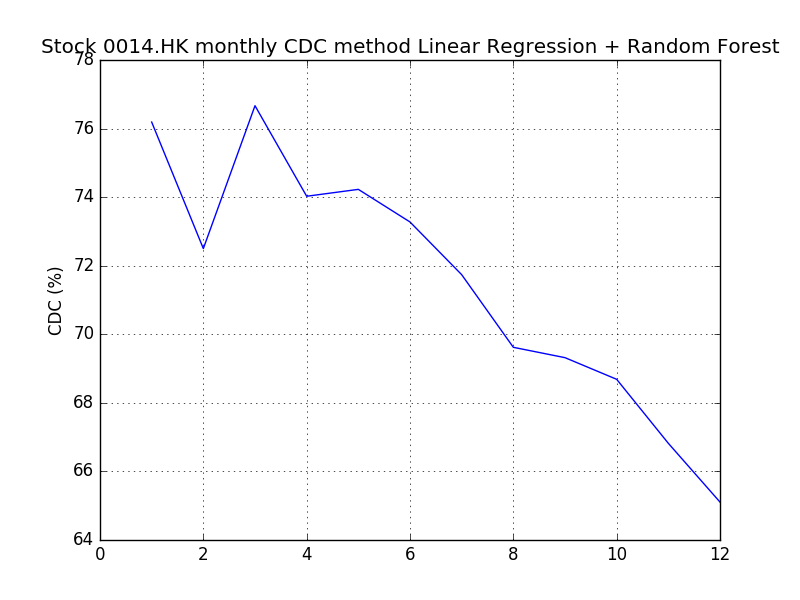 Stock 0014.HK monthly CDC method Linear Regression + Random Forest
78
76
74
72
70
68
66
64
CDC (%)
0 2 4 6 8 10 12